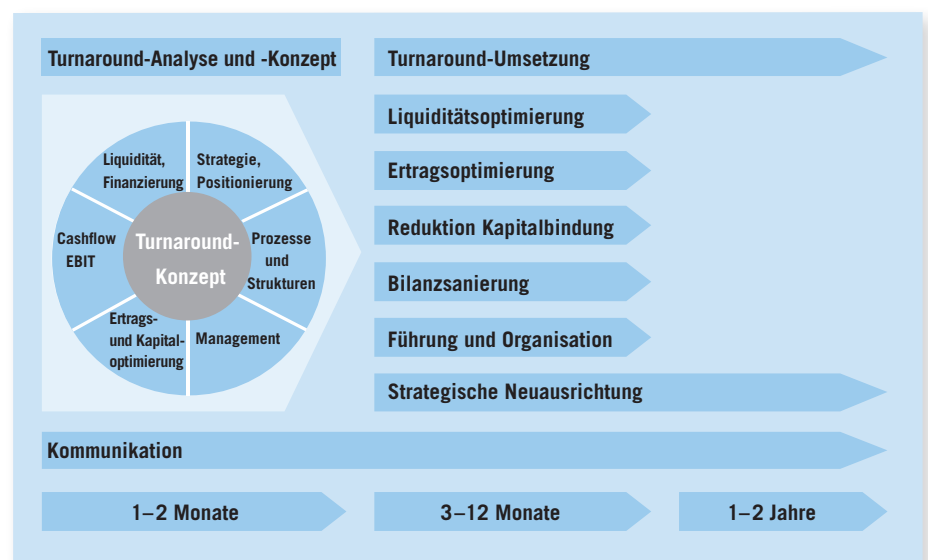 Turnaround-Analyse und -Konzept
Turnaround-Umsetzung
Liquidität,
Finanzierung
Strategie,
Positionierung
Cashflow
EBIT
Turnaround-
Konzept
Prozesse
und
Strukturen
Ertrags-
und Kapital-
optimierung
Management
Liquiditätsoptimierung
Ertragsoptimierung
Reduktion Kapitalbindung
Bilanzsanierung
Führung und Organisation
Strategische Neuausrichtung
Kommunikation
1–2 Monate
3–12 Monate
1–2 Jahre